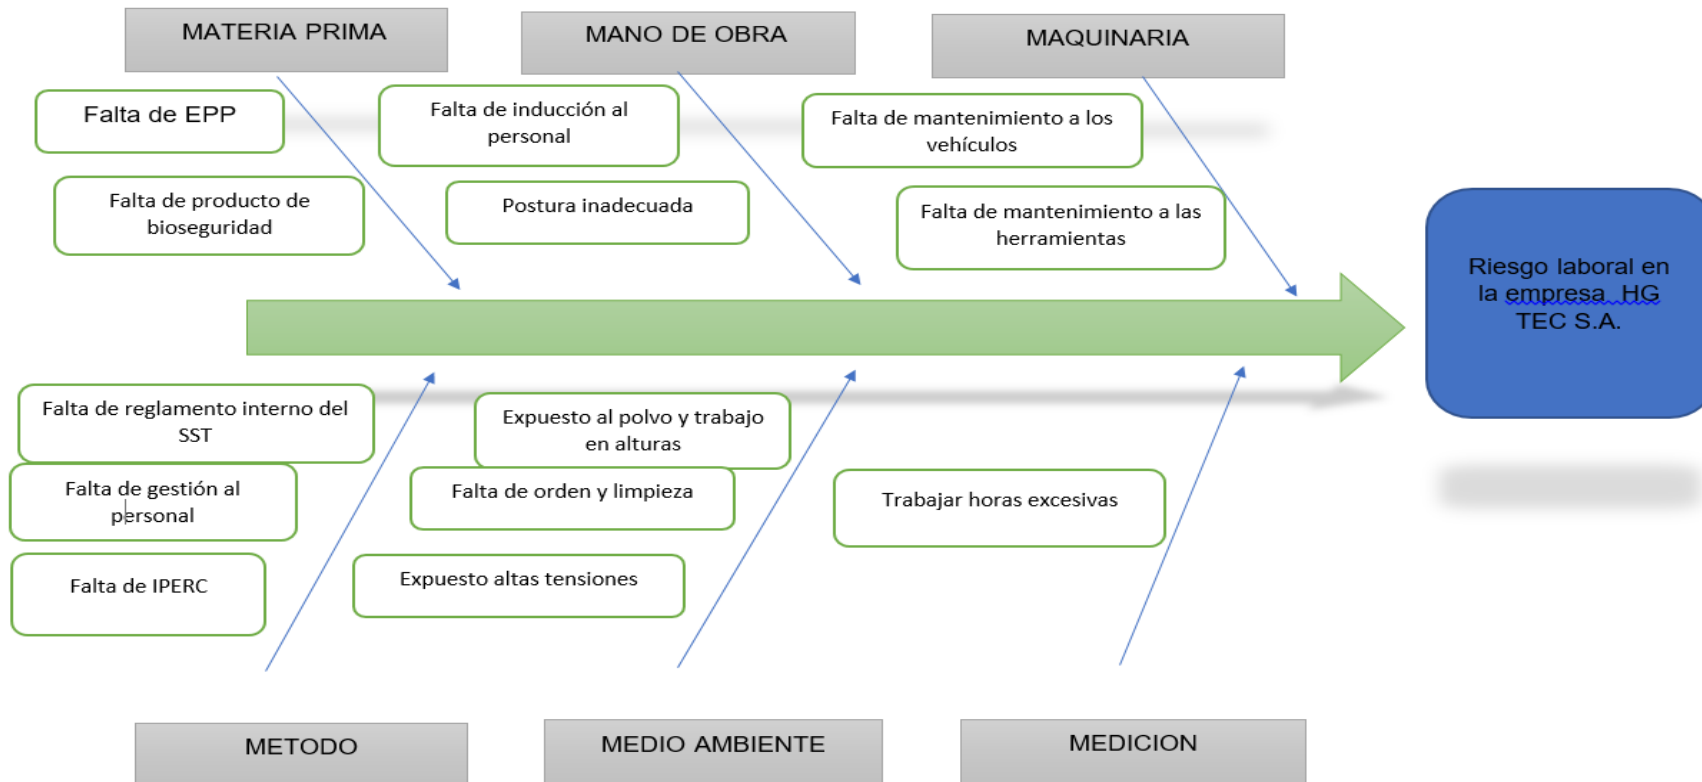 MATERIA PRIMA
MANO DE OBRA
MAQUINARIA
Falta de EPP
Falta de inducción al
personal
Falta de mantenimiento a los
vehículos
Falta de producto de
bioseguridad
Postura inadecuada
Falta de mantenimiento a las
herramientas
Riesgo laboral en
la empresa HG
TEC S.A.
Falta de reglamento interno del
SST
Expuesto al polvo y trabajo
en alturas
Falta de gestión al
personal
Falta de orden y limpieza
Trabajar horas excesivas
Falta de IPERC
Expuesto altas tensiones
METODO
MEDIO AMBIENTE
MEDICION